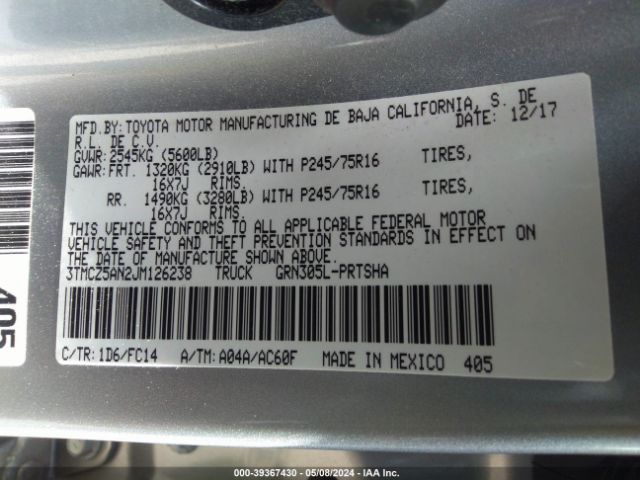 MFD.BY:TOYOTA MOTOR MANUFACTURING DE BAJA CALIFORNIA, S. DE
R.L. DE C.V. DATE: 12/17
GVWR:2545KG (5600LB)
GAWR:FRT. 1320KG (2910LB) WITH P245/75R16 TIRES,
16X7J RIMS.
RR. 1490KG (3280LB) WITH P245/75R16 TIRES,
16X7J RIMS.
THIS VEHICLE CONFORMS TO ALL APPLICABLE FEDERAL MOTOR
VEHICLE SAFETY AND THEFT PREVENTION STANDARDS IN EFFECT ON
THE DATE OF MANUFACTURE SHOWN ABOVE.
3TMCZ5AN2JM126238 TRUCK GRN305L-PRTSHA
C/TR:1D6/FC14 A/TM:A04A/AC60F MADE IN MEXICO 405
405
000-39367430 - 05/08/2024 - IAA Inc.